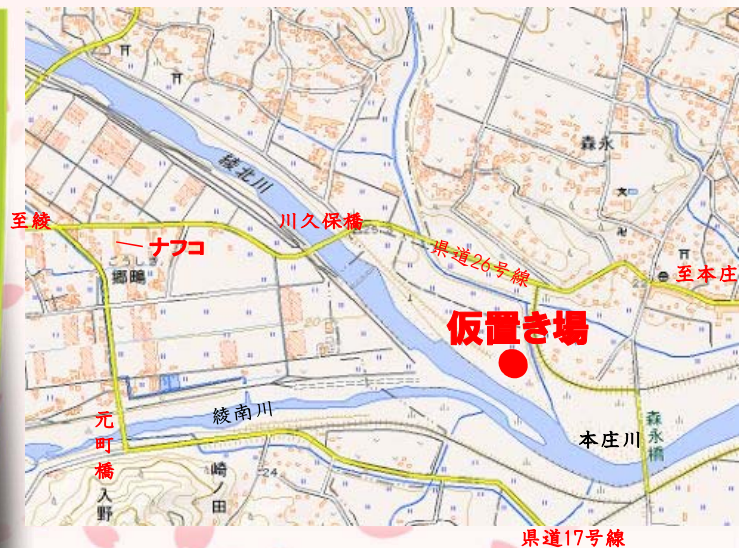 綾北川
森永
至綾
川久保橋
ナフコ
県道26号線
至本庄
郷鴫
仮置き場
綾南川
元町橋
本庄川
森永橋
崎ノ田
24
入野
県道17号線